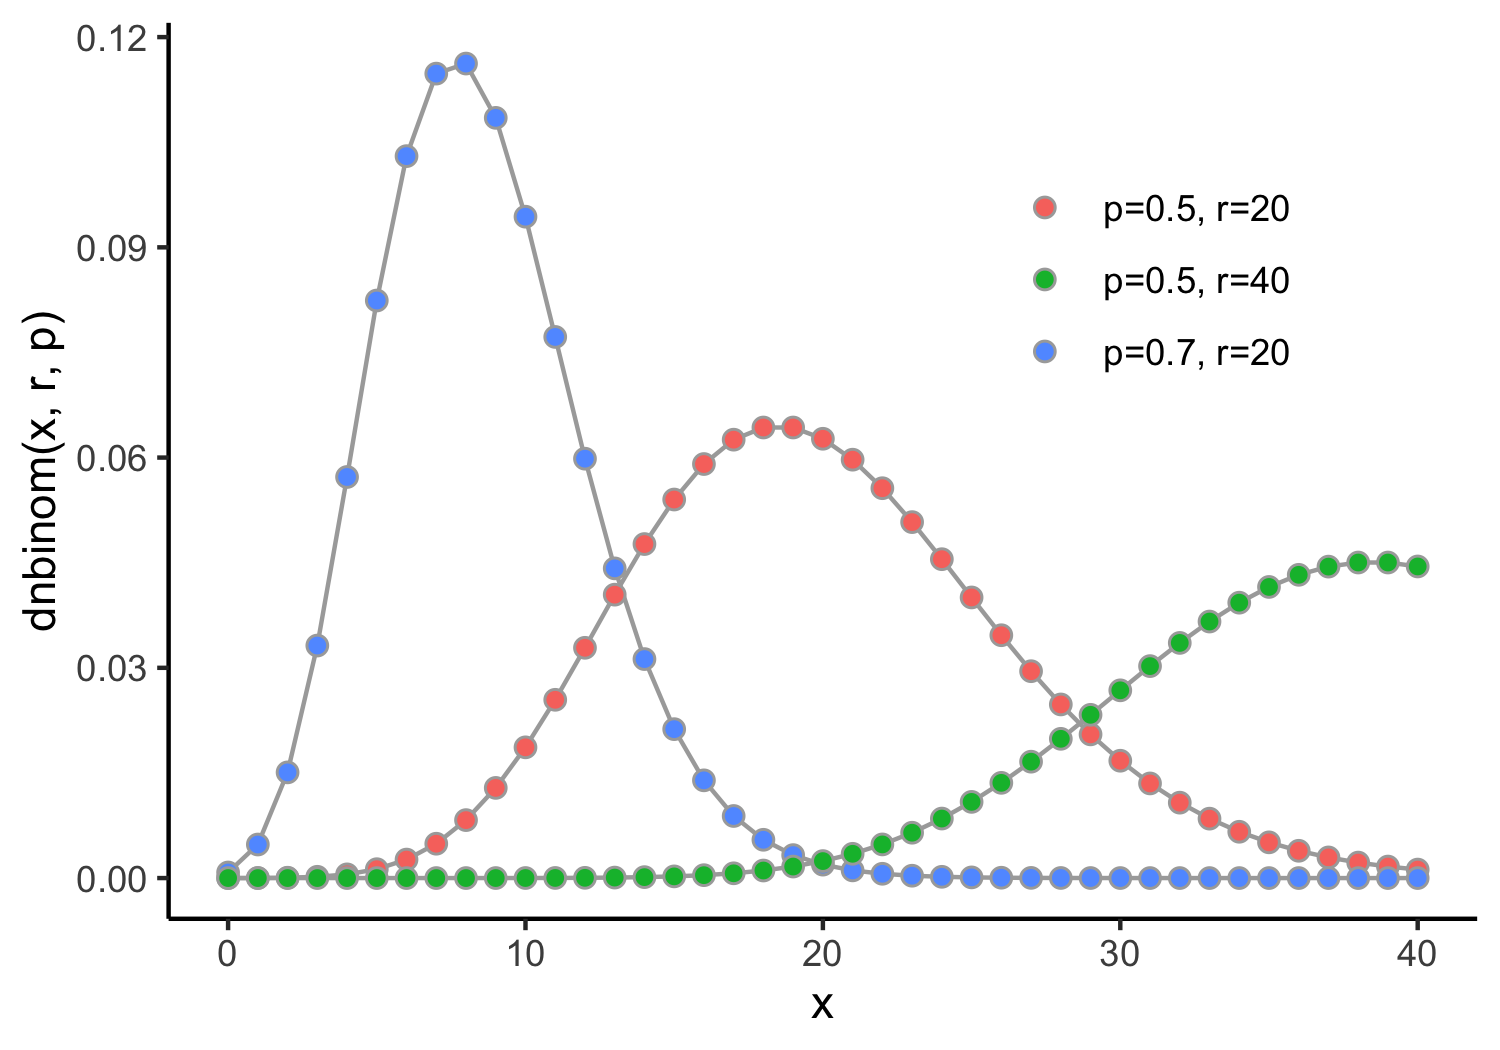 0.12
0.09
0.06
0.03
0.00
dnbinom(x, r, p)
p=0.5, r=20
p=0.5, r=40
p=0.7, r=20
0 10 20 30 40
x